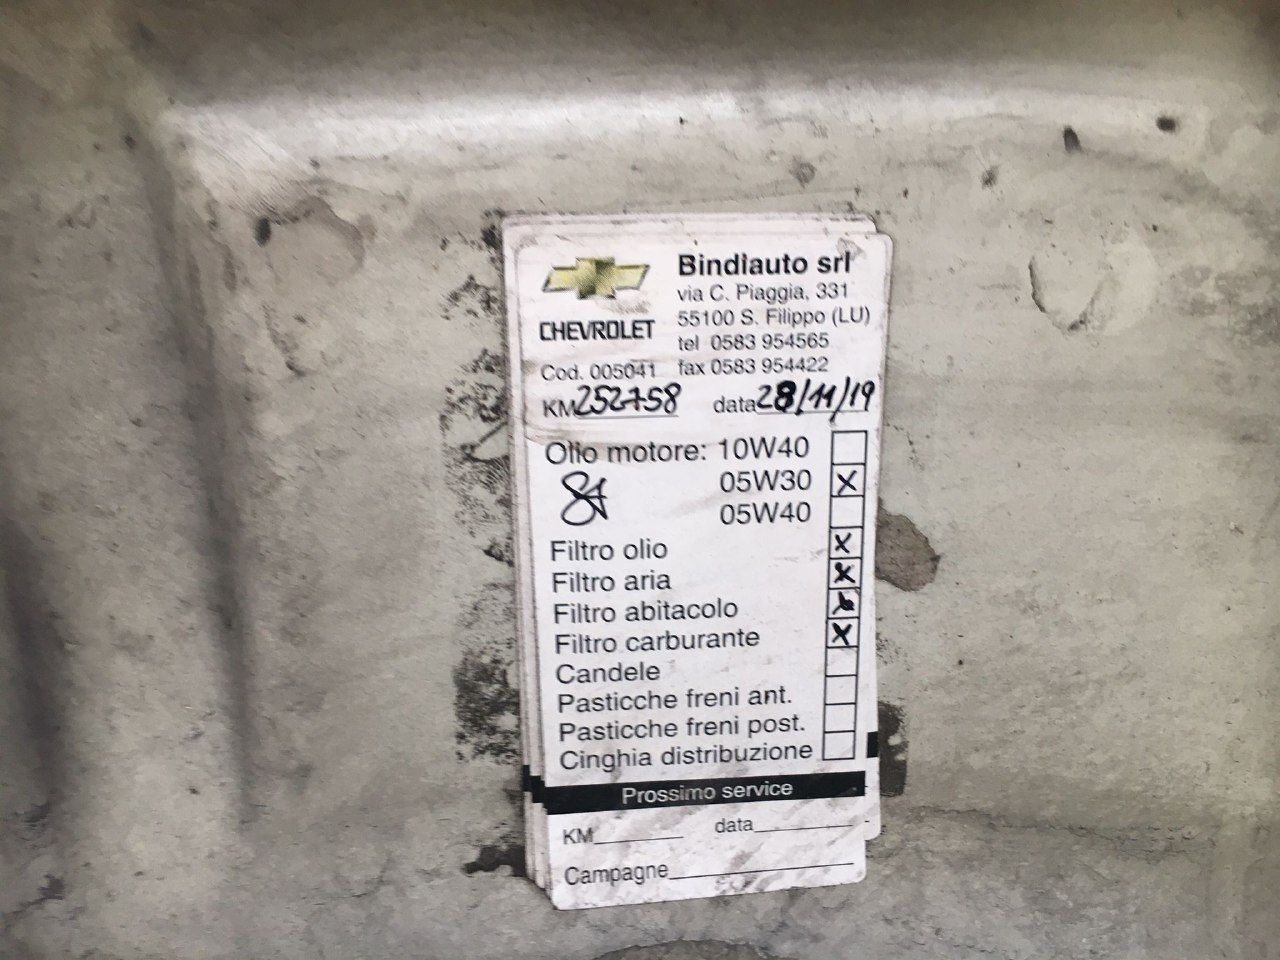 Bindiauto srl
via C. Piaggia, 331
55100 S. Filippo (LU)
CHEVROLET
tel 0583 954565
Cod. 005041 fax 0583 954422
KM 252758 data 28/11/19
Olio motore: 10W40
05W30 X
05W40
Filtro olio X
Filtro aria X
Filtro abitacolo X
Filtro carburante X
Candele
Pasticche freni ant.
Pasticche freni post.
Cinghia distribuzione
Prossimo service
KM data
Campagne